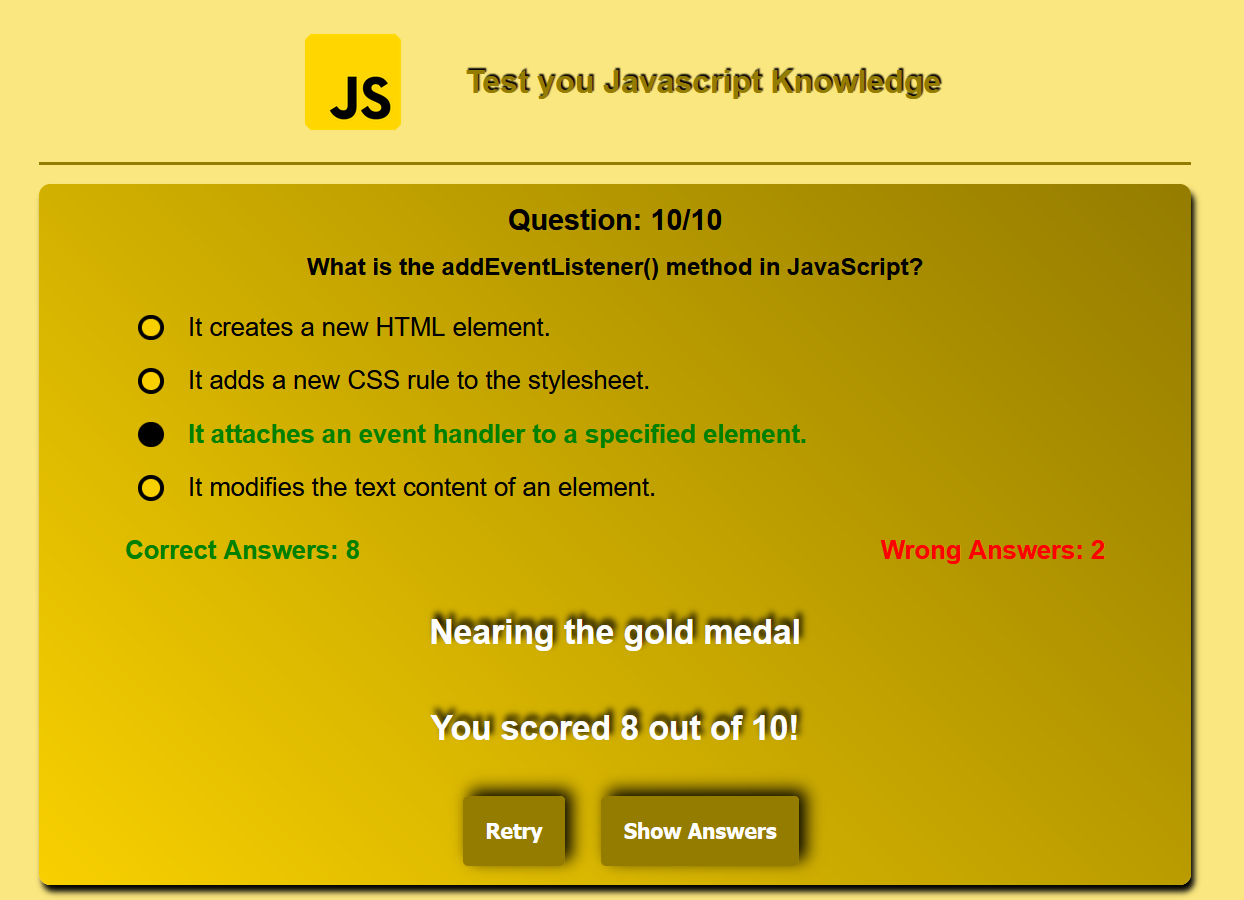 JS
Test you Javascript Knowledge
Question: 10/10
What is the addEventListener() method in JavaScript?
It creates a new HTML element.
It adds a new CSS rule to the stylesheet.
It attaches an event handler to a specified element.
It modifies the text content of an element.
Correct Answers: 8
Wrong Answers: 2
Nearing the gold medal
You scored 8 out of 10!
Retry
Show Answers